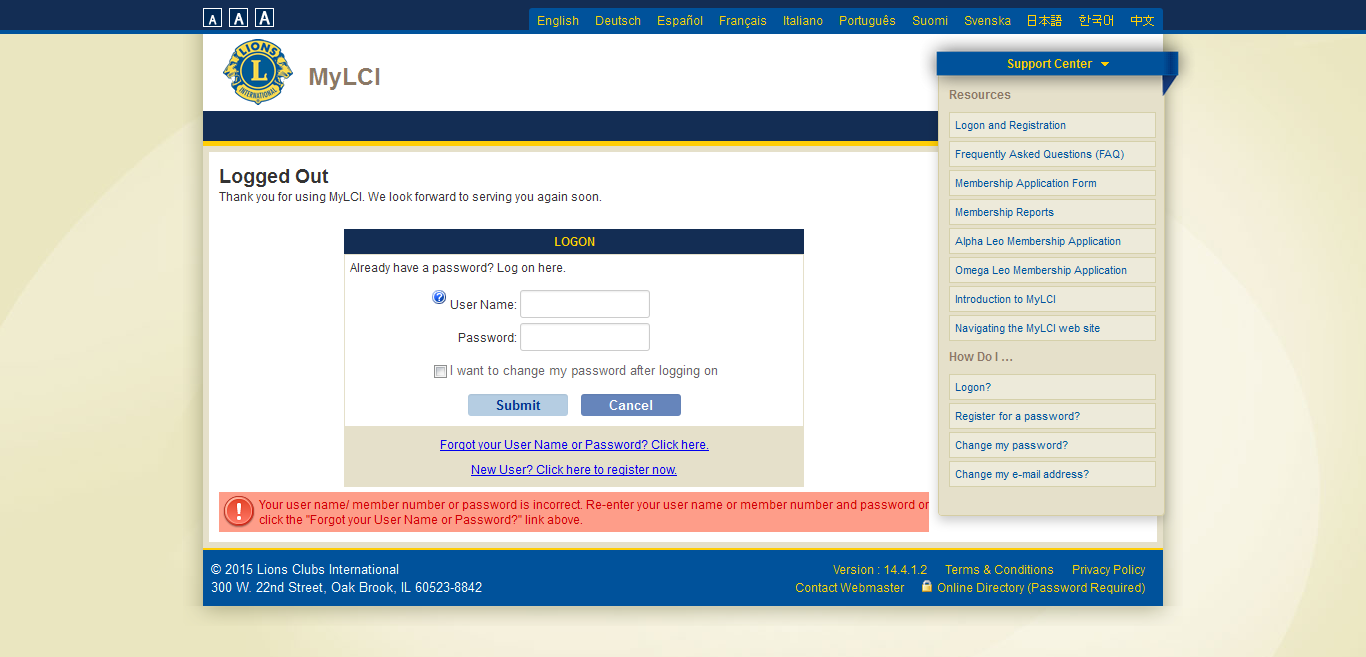 A A A
English Deutsch Español Français Italiano Português Suomi Svenska 日本語 한국어 中文
LIONS
L
INTERNATIONAL
MyLCI
Support Center
Resources
Logon and Registration
Frequently Asked Questions (FAQ)
Membership Application Form
Membership Reports
Alpha Leo Membership Application
Omega Leo Membership Application
Introduction to MyLCI
Navigating the MyLCI web site
How Do I ...
Logon?
Register for a password?
Change my password?
Change my e-mail address?
Logged Out
Thank you for using MyLCI. We look forward to serving you again soon.
LOGON
Already have a password? Log on here.
? User Name:
Password:
I want to change my password after logging on
Submit Cancel
Forgot your User Name or Password? Click here.
New User? Click here to register now.
! Your user name/ member number or password is incorrect. Re-enter your user name or member number and password or
click the "Forgot your User Name or Password?" link above.
© 2015 Lions Clubs International
300 W. 22nd Street, Oak Brook, IL 60523-8842
Version : 14.4.1.2 Terms & Conditions Privacy Policy
Contact Webmaster Online Directory (Password Required)